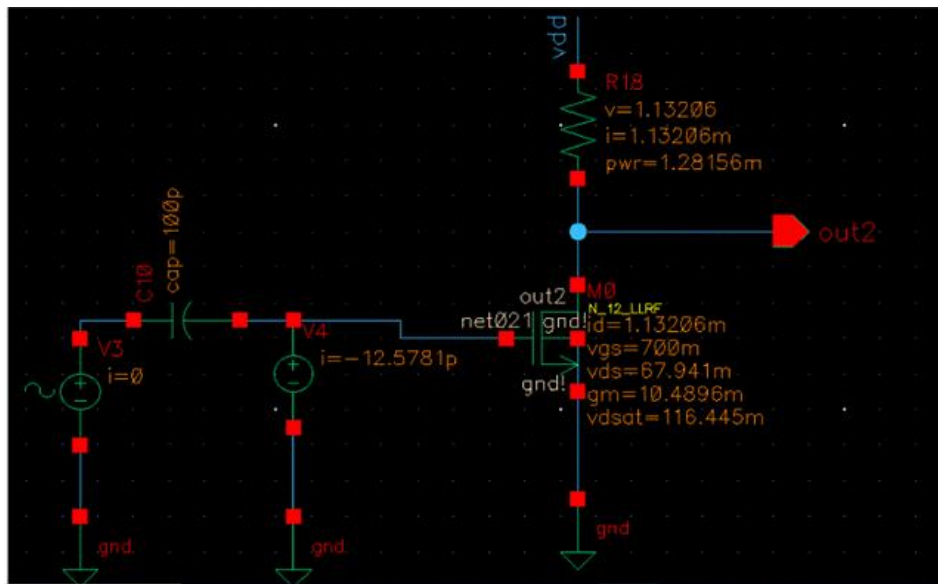 vdd
R18
v=1.13206
i=1.13206m
pwr=1.28156m
cap=100p
C10
out2
out2
M0
N_12_LLRF
net021
gnd!
id=1.13206m
V3
V4
i=0
i=-12.5781p
vgs=700m
vds=67.941m
gnd!
gm=10.4896m
vdsat=116.445m
gnd
gnd
gnd